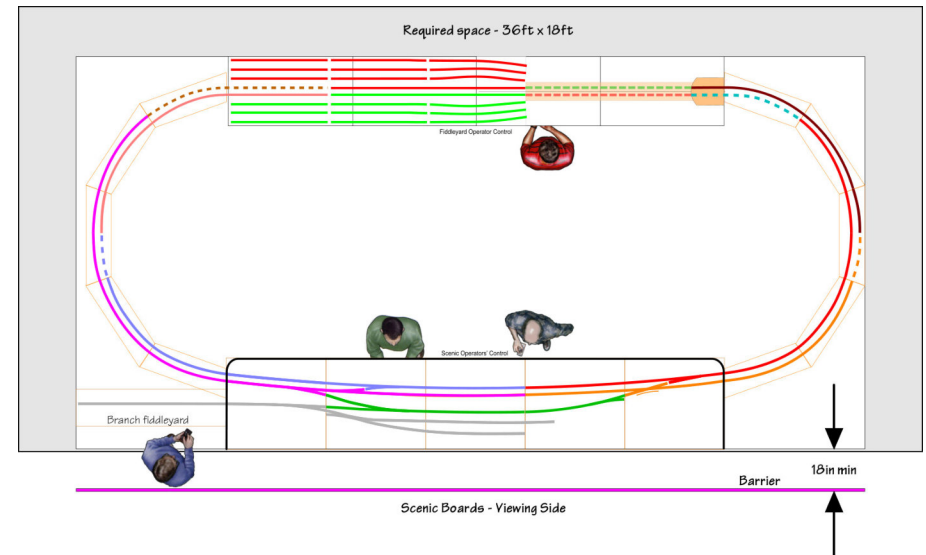 Required space - 36ft x 18ft
Fiddleyard Operator Control
Scenic Operators' Control
Branch fiddleyard
18in min
Barrier
Scenic Boards - Viewing Side